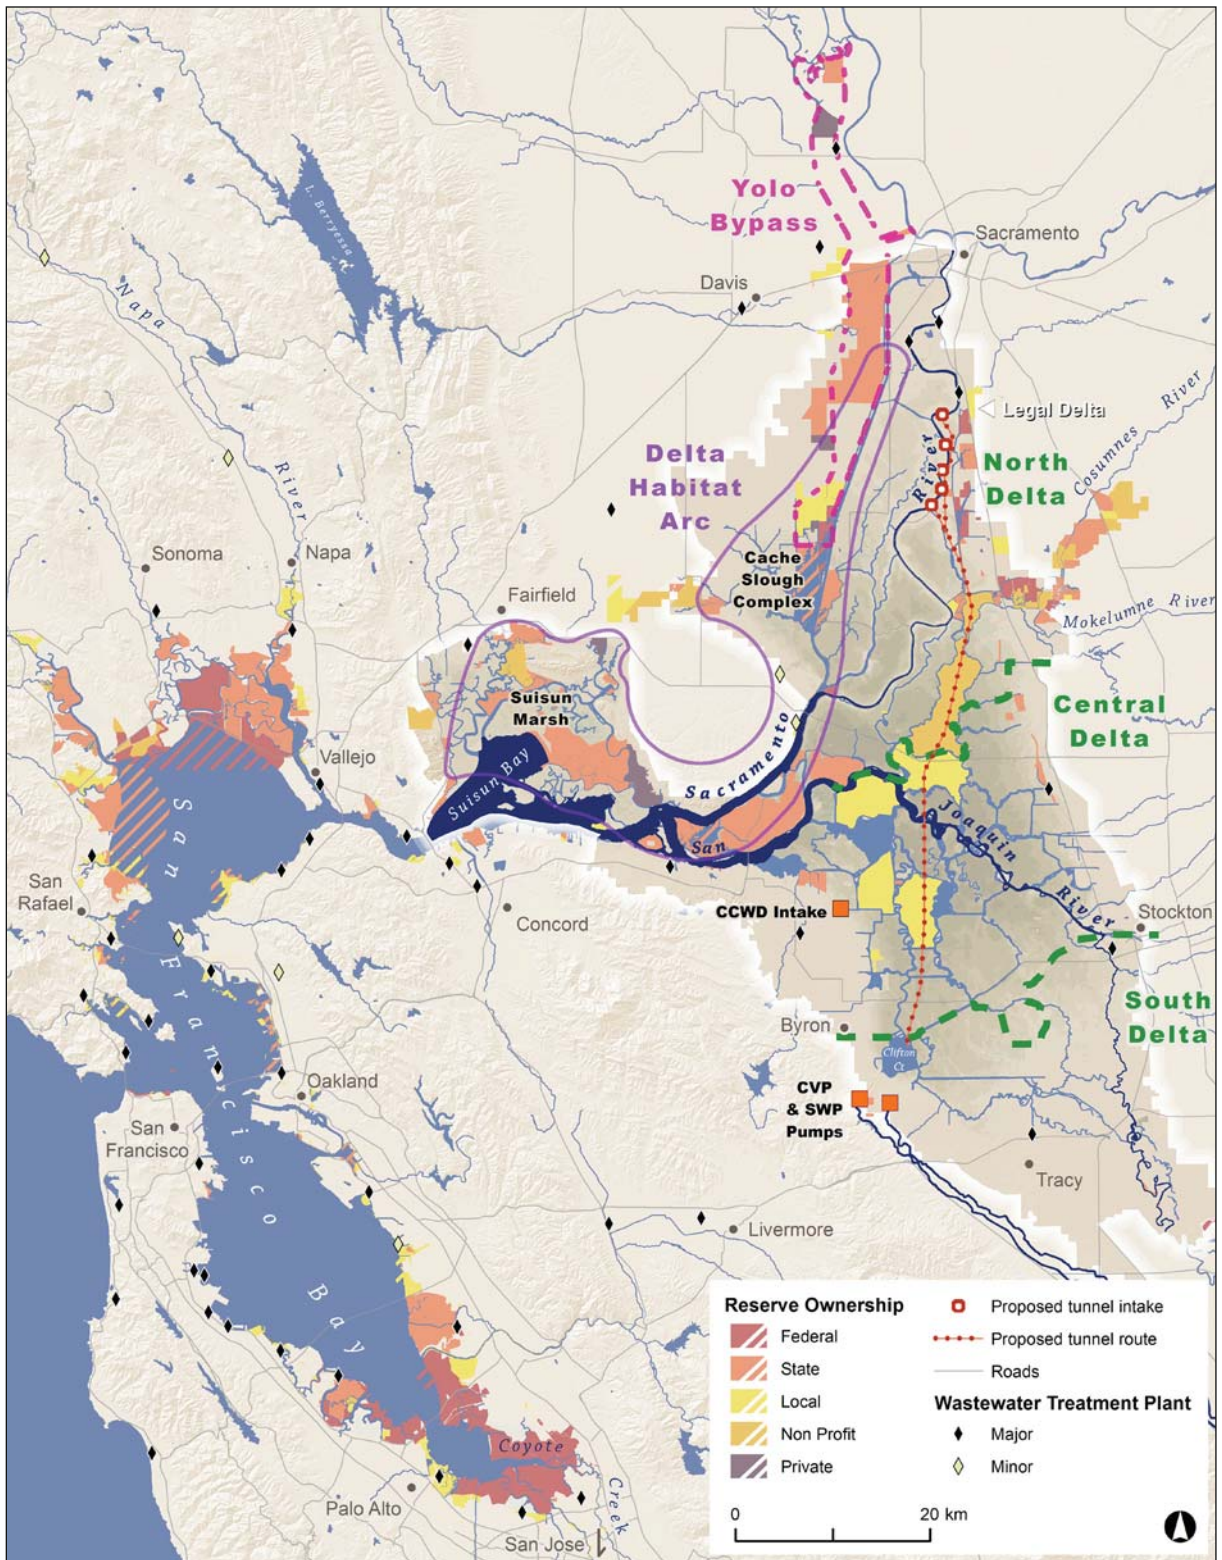 L. Berryessa
Yolo
Bypass
Sacramento
Davis
Napa
River
Legal Delta
Cosumnes River
River
North
Delta
Delta
Habitat
Arc
Sonoma
Napa
Cache
Slough
Complex
Fairfield
Mokelumne River
Suisun
Marsh
Central
Delta
Vallejo
Suisun Bay
Sacramento
San
Joaquin
River
San
Rafael
Concord
CCWD Intake
Stockton
San Francisco Bay
Byron
South
Delta
Clifton
Ct
CVP
& SWP
Pumps
Oakland
San
Francisco
Tracy
Livermore
Coyote
Creek
Palo Alto
San Jose
Reserve Ownership
Federal
State
Local
Non Profit
Private
Proposed tunnel intake
Proposed tunnel route
Roads
Wastewater Treatment Plant
Major
Minor
0 20 km